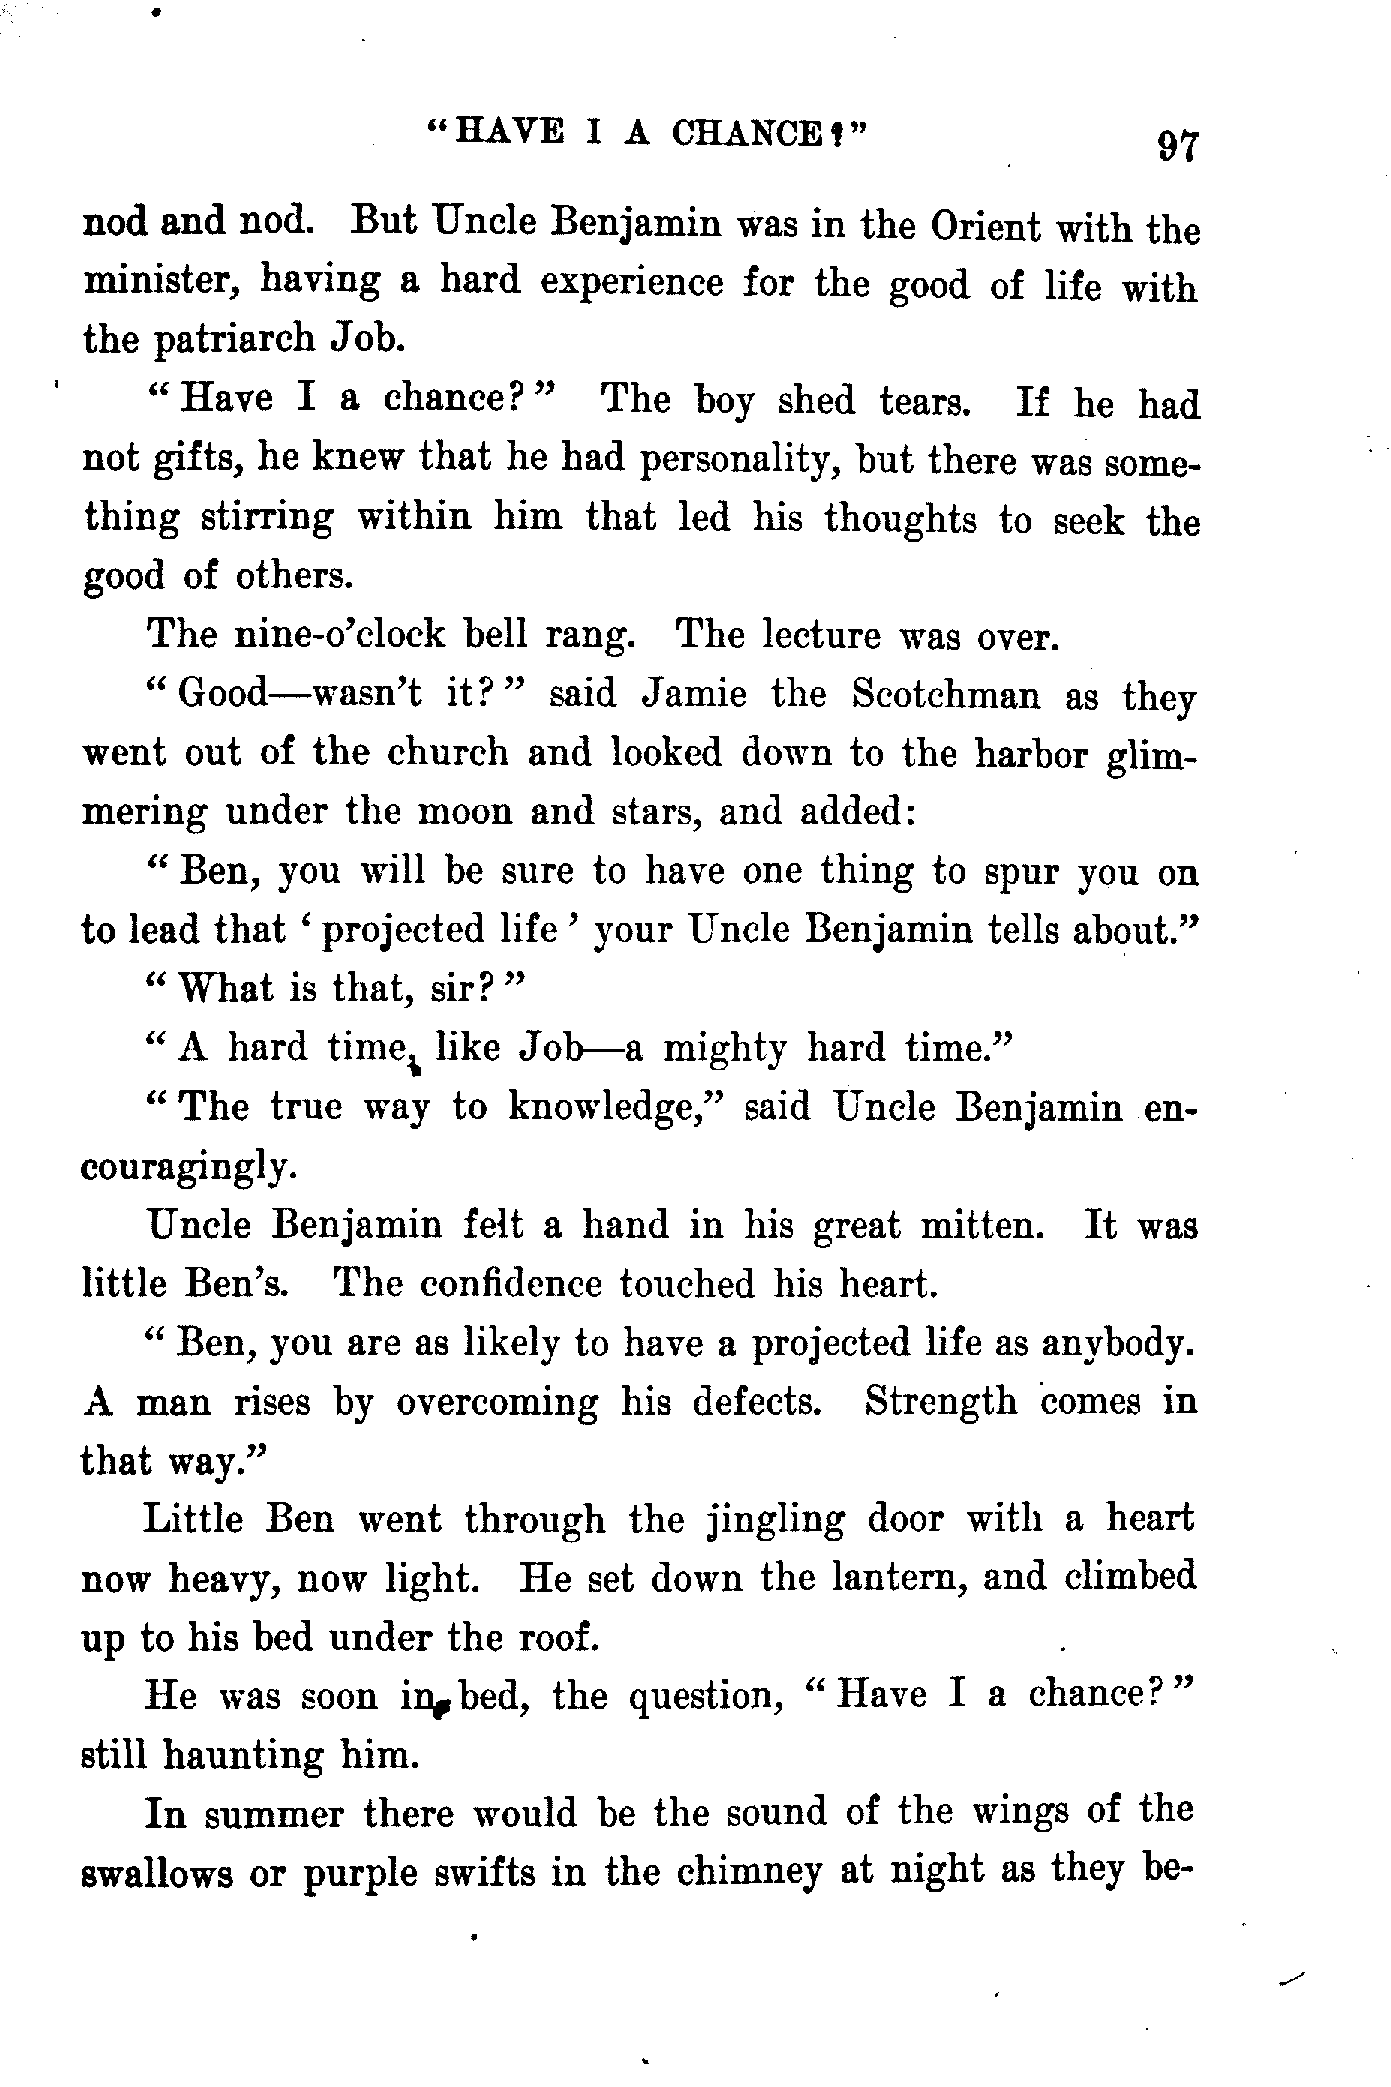 "HAVE I A CHANCE?" 97
nod and nod. But Uncle Benjamin was in the Orient with the
minister, having a hard experience for the good of life with
the patriarch Job.
"Have I a chance?" The boy shed tears. If he had
not gifts, he knew that he had personality, but there was some-
thing stirring within him that led his thoughts to seek the
good of others.
The nine-o'clock bell rang. The lecture was over.
"Good—wasn't it?" said Jamie the Scotchman as they
went out of the church and looked down to the harbor glim-
mering under the moon and stars, and added:
"Ben, you will be sure to have one thing to spur you on
to lead that 'projected life' your Uncle Benjamin tells about."
"What is that, sir?"
"A hard time, like Job—a mighty hard time."
"The true way to knowledge," said Uncle Benjamin en-
couragingly.
Uncle Benjamin felt a hand in his great mitten. It was
little Ben's. The confidence touched his heart.
"Ben, you are as likely to have a projected life as anybody.
A man rises by overcoming his defects. Strength comes in
that way."
Little Ben went through the jingling door with a heart
now heavy, now light. He set down the lantern, and climbed
up to his bed under the roof.
He was soon in bed, the question, "Have I a chance?"
still haunting him.
In summer there would be the sound of the wings of the
swallows or purple swifts in the chimney at night as they be-